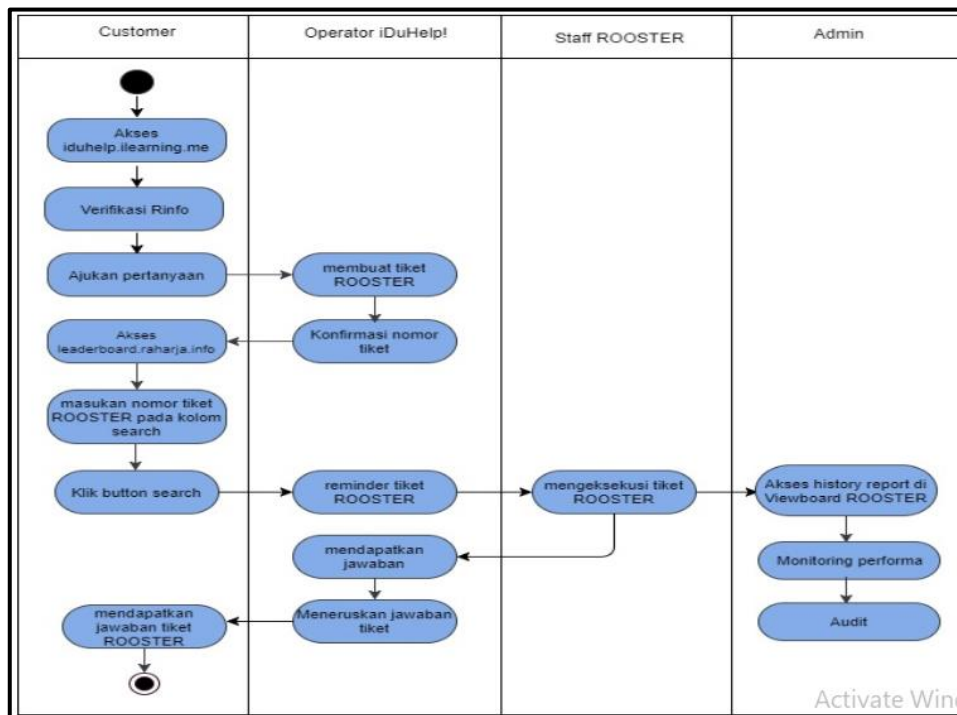 Customer
Operator iDuHelp!
Staff ROOSTER
Admin
Akses
iduhelp.ilearning.me
Verifikasi Rinfo
Ajukan pertanyaan
membuat tiket
ROOSTER
Akses
leaderboard.raharja.info
Konfirmasi nomor
tiket
masukan nomor tiket
ROOSTER pada kolom
search
Klik button search
reminder tiket
ROOSTER
mengeksekusi tiket
ROOSTER
Akses history report di
Viewboard ROOSTER
mendapatkan
jawaban
Monitoring performa
mendapatkan
jawaban tiket
ROOSTER
Meneruskan jawaban
tiket
Audit
Activate Wind